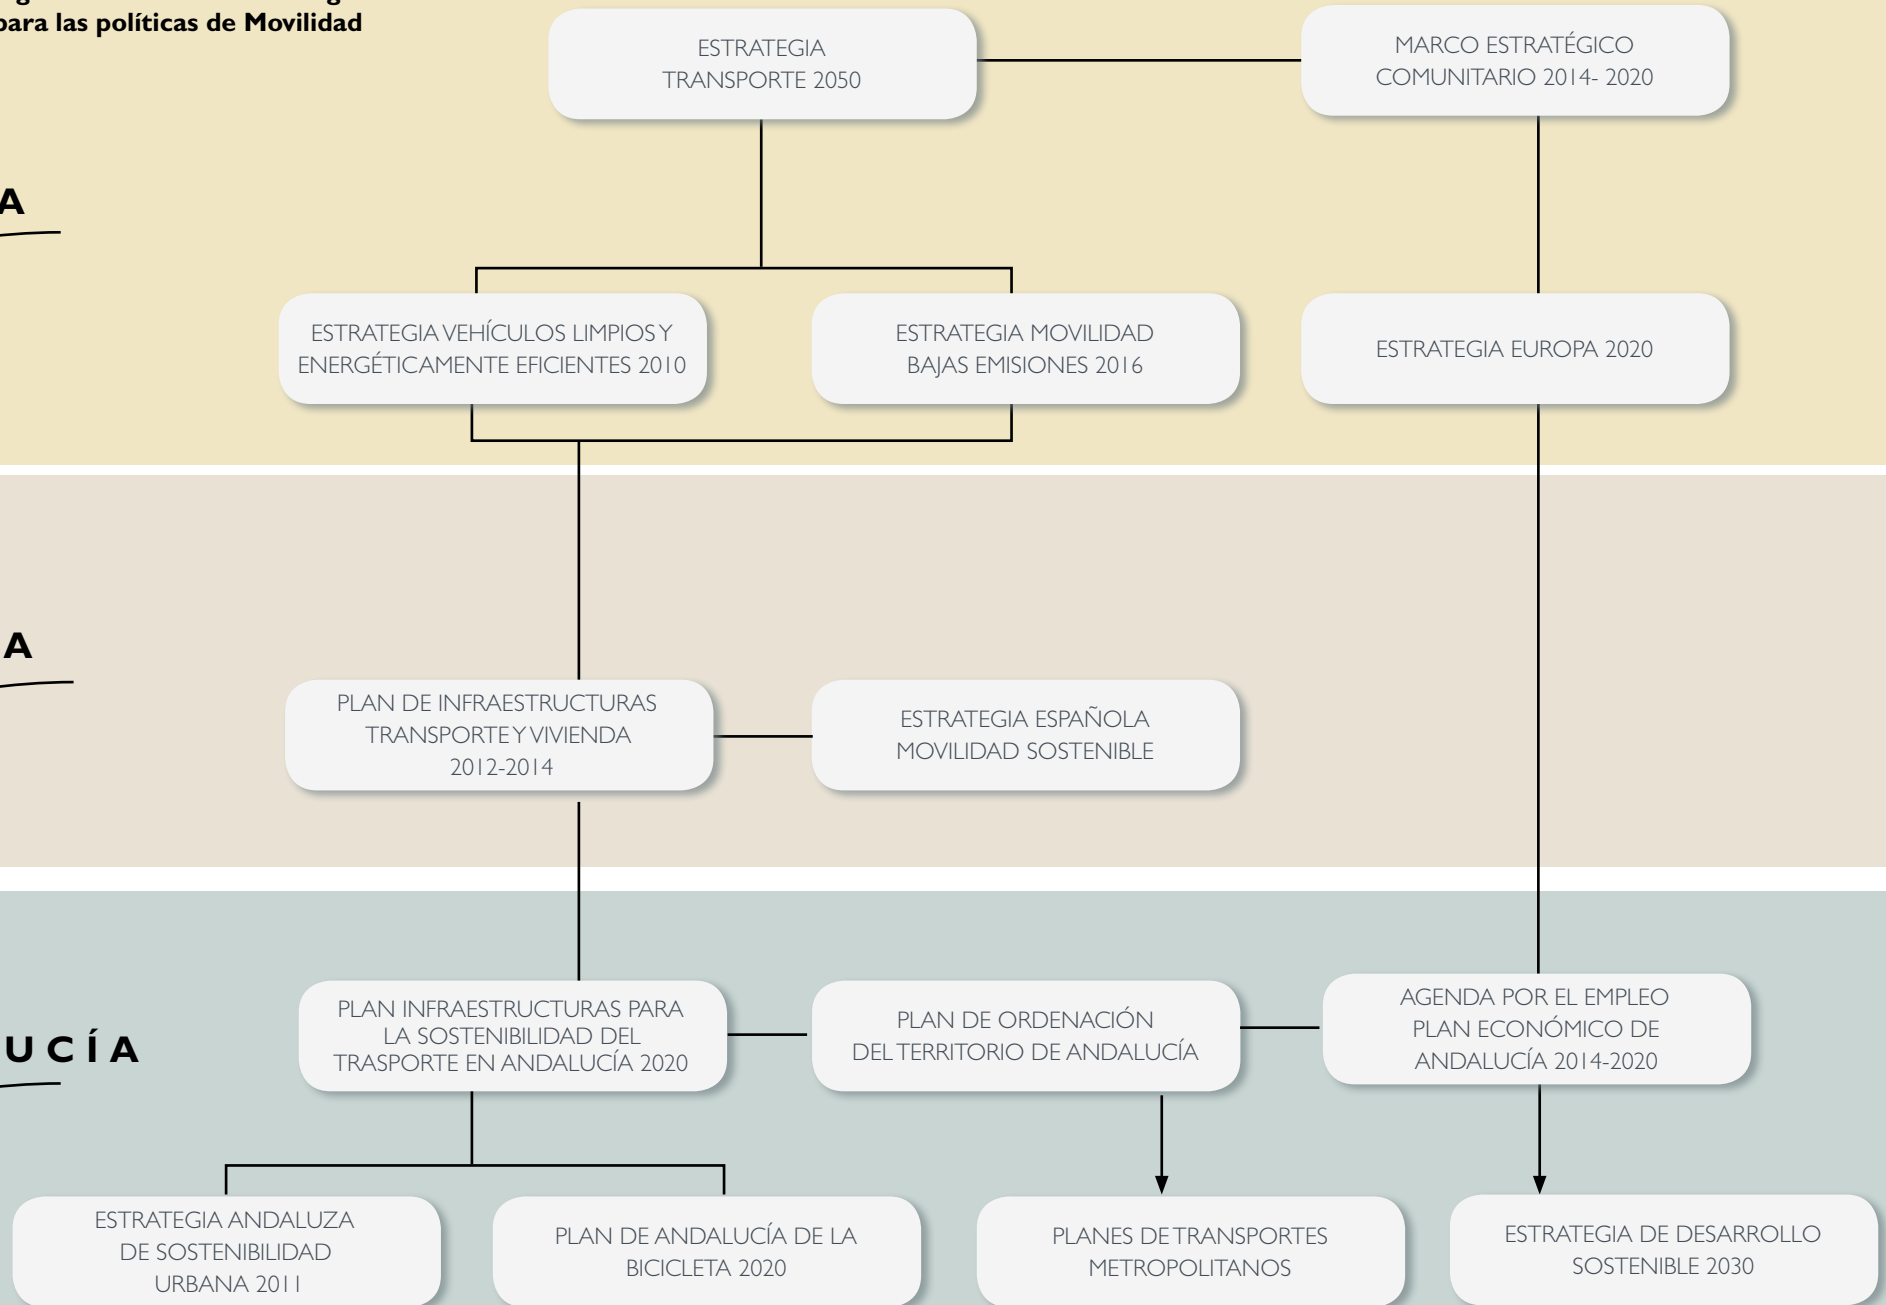 para las políticas de Movilidad
ESTRATEGIA
TRANSPORTE 2050
MARCO ESTRATÉGICO
COMUNITARIO 2014- 2020
A
ESTRATEGIA VEHÍCULOS LIMPIOS Y
ENERGÉTICAMENTE EFICIENTES 2010
ESTRATEGIA MOVILIDAD
BAJAS EMISIONES 2016
ESTRATEGIA EUROPA 2020
A
PLAN DE INFRAESTRUCTURAS
TRANSPORTE Y VIVIENDA
2012-2014
ESTRATEGIA ESPAÑOLA
MOVILIDAD SOSTENIBLE
UCÍA
PLAN INFRAESTRUCTURAS PARA
LA SOSTENIBILIDAD DEL
TRASPORTE EN ANDALUCÍA 2020
PLAN DE ORDENACIÓN
DEL TERRITORIO DE ANDALUCÍA
AGENDA POR EL EMPLEO
PLAN ECONÓMICO DE
ANDALUCÍA 2014-2020
ESTRATEGIA ANDALUZA
DE SOSTENIBILIDAD
URBANA 2011
PLAN DE ANDALUCÍA DE LA
BICICLETA 2020
PLANES DE TRANSPORTES
METROPOLITANOS
ESTRATEGIA DE DESARROLLO
SOSTENIBLE 2030